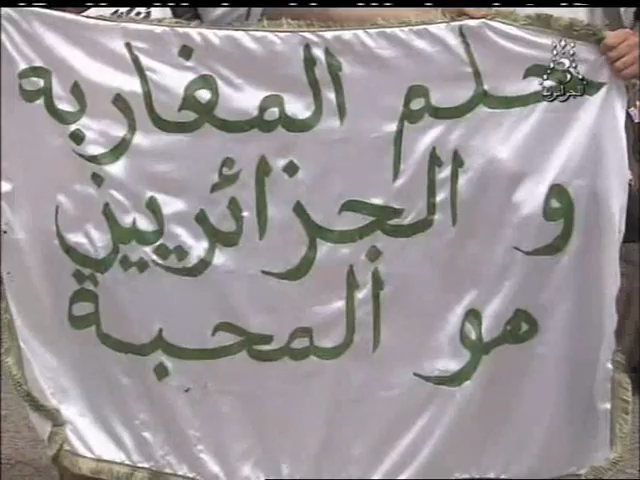 حلم المغاربه
و الجزائريين
هو المحبة